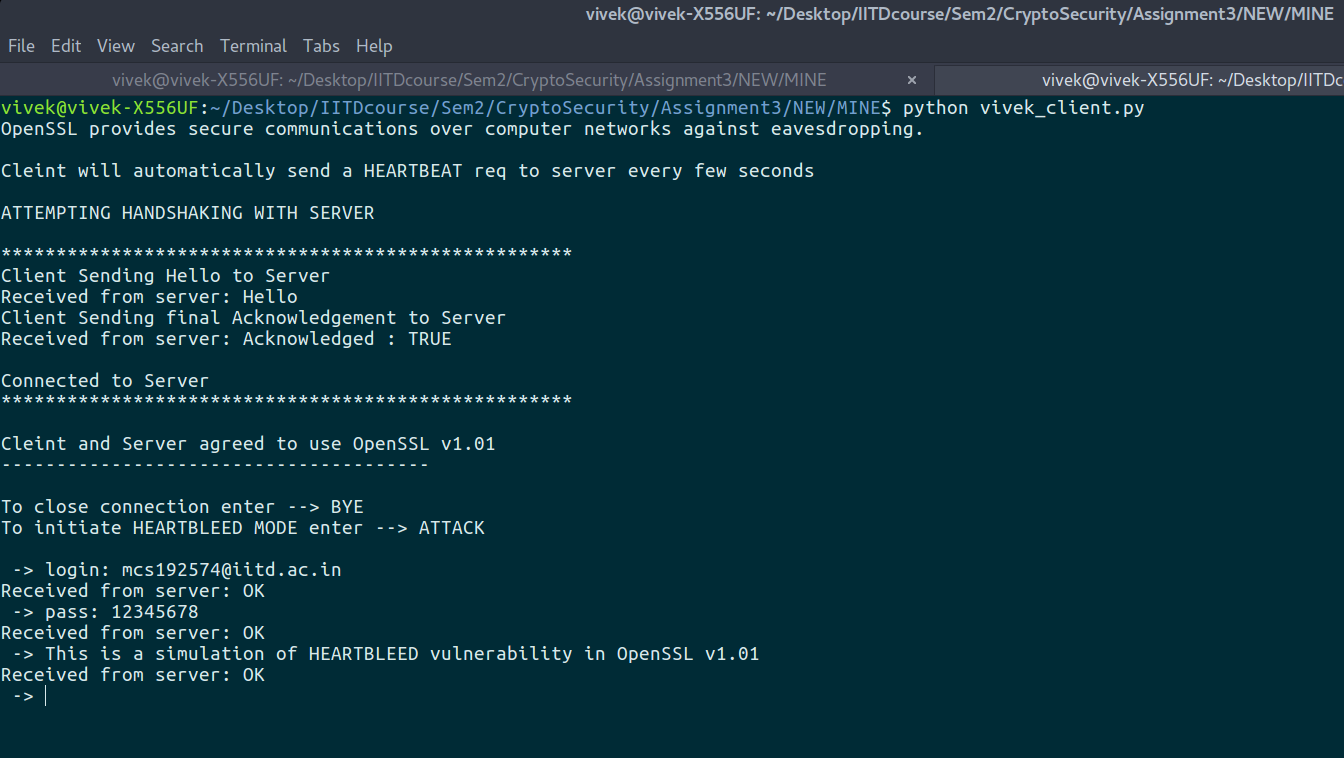 vivek@vivek-X556UF: ~/Desktop/IITDcourse/Sem2/CryptoSecurity/Assignment3/NEW/MINE
File Edit View Search Terminal Tabs Help
vivek@vivek-X556UF: ~/Desktop/IITDcourse/Sem2/CryptoSecurity/Assignment3/NEW/MINE × vivek@vivek-X556UF: ~/Desktop/IITDc
vivek@vivek-X556UF:~/Desktop/IITDcourse/Sem2/CryptoSecurity/Assignment3/NEW/MINE$ python vivek_client.py
OpenSSL provides secure communications over computer networks against eavesdropping.
Cleint will automatically send a HEARTBEAT req to server every few seconds
ATTEMPTING HANDSHAKING WITH SERVER
****************************************************
Client Sending Hello to Server
Received from server: Hello
Client Sending final Acknowledgement to Server
Received from server: Acknowledged : TRUE
Connected to Server
****************************************************
Cleint and Server agreed to use OpenSSL v1.01
---------------------------------------
To close connection enter --> BYE
To initiate HEARTBLEED MODE enter --> ATTACK
-> login: mcs192574@iitd.ac.in
Received from server: OK
-> pass: 12345678
Received from server: OK
-> This is a simulation of HEARTBLEED vulnerability in OpenSSL v1.01
Received from server: OK
->